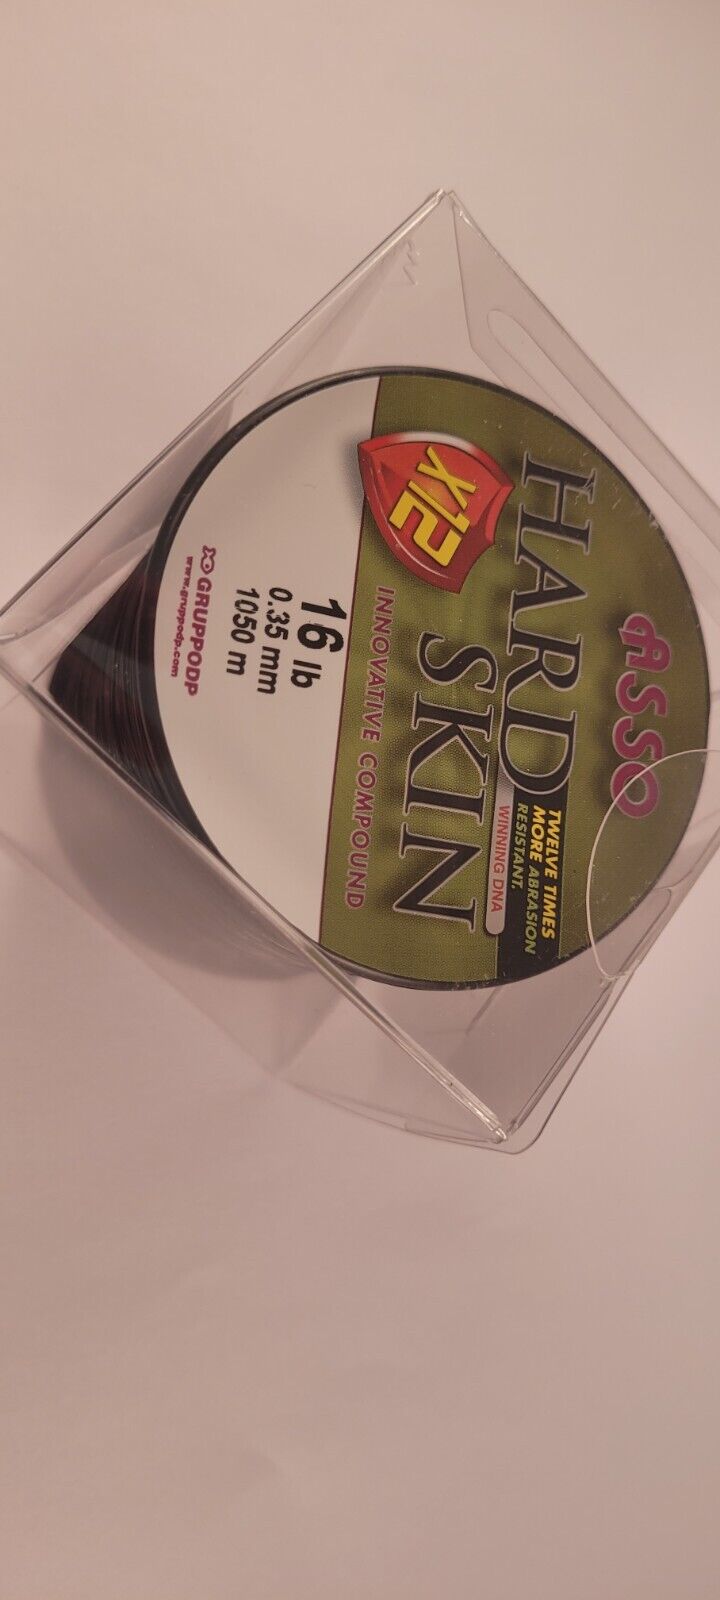 ASSO
HARD
SKIN
X12
TWELVE TIMES
MORE ABRASION
RESISTANT.
WINNING DNA
INNOVATIVE COMPOUND
16 lb
0.35 mm
1050 m
GRUPPODP
www.gruppodp.com